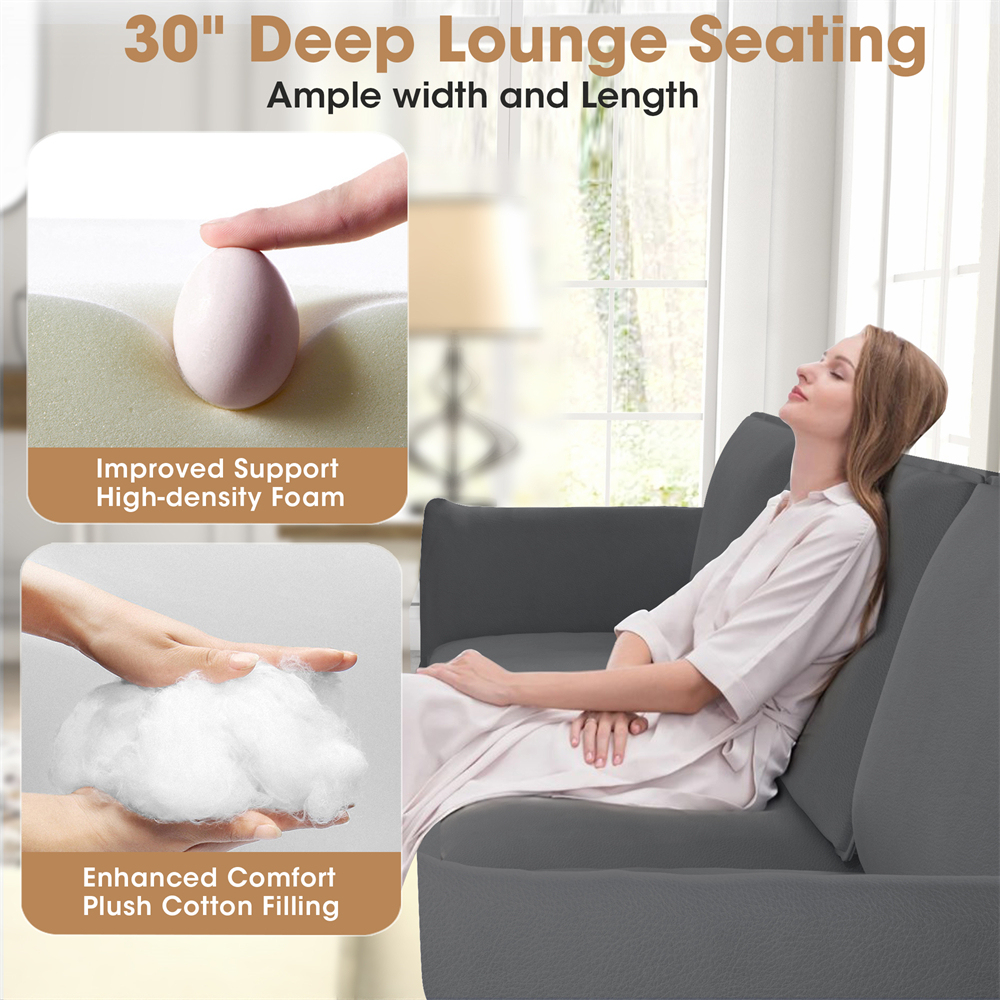 30" Deep Lounge Seating
Ample width and Length
Improved Support
High-density Foam
Enhanced Comfort
Plush Cotton Filling